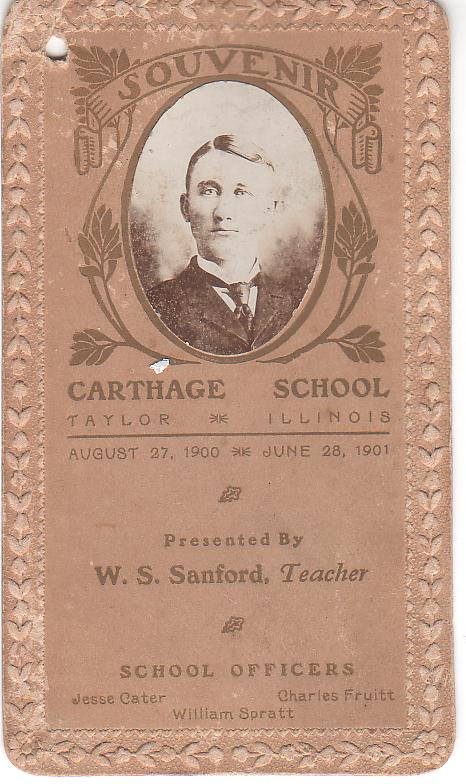 SOUVENIR
CARTHAGE SCHOOL
TAYLOR ILLINOIS
AUGUST 27, 1900 JUNE 28, 1901
Presented By
W. S. Sanford, Teacher
SCHOOL OFFICERS
Jesse Cater Charles Fruitt
William Spratt